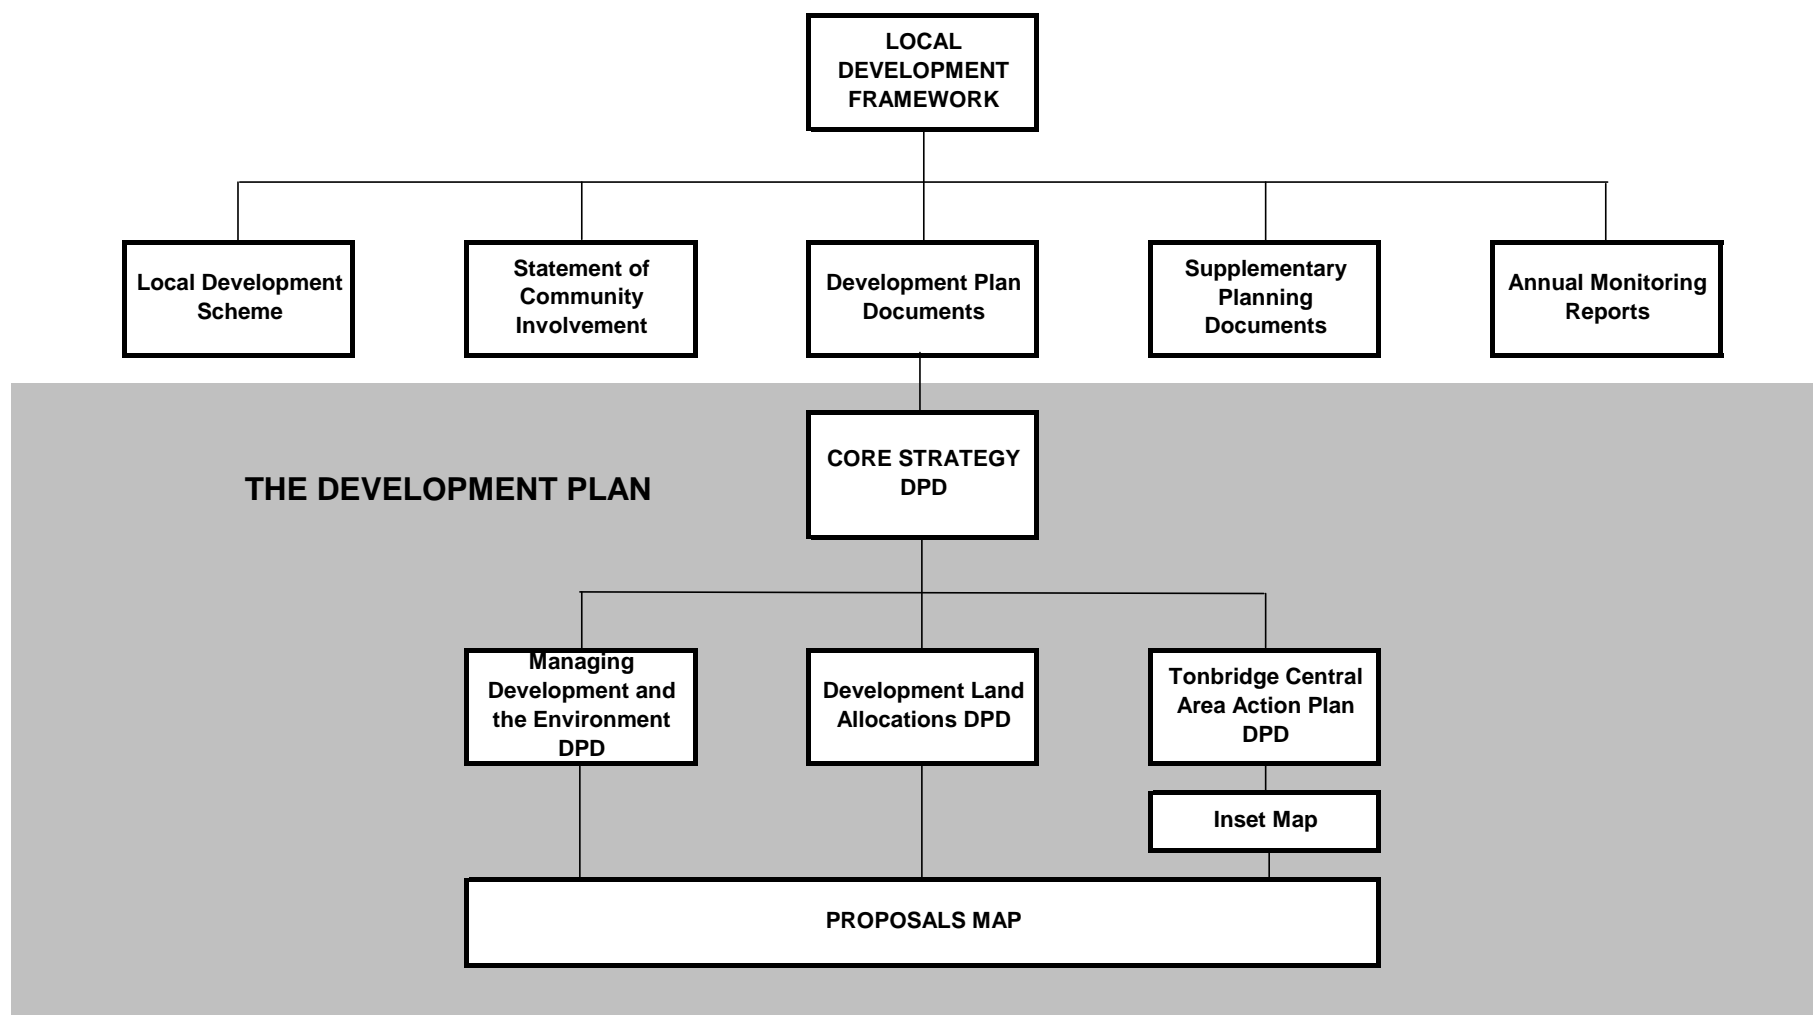 LOCAL
DEVELOPMENT
FRAMEWORK
Local Development
Scheme
Statement of
Community
Involvement
Development Plan
Documents
Supplementary
Planning
Documents
Annual Monitoring
Reports
THE DEVELOPMENT PLAN
CORE STRATEGY
DPD
Managing
Development and
the Environment
DPD
Development Land
Allocations DPD
Tonbridge Central
Area Action Plan
DPD
Inset Map
PROPOSALS MAP